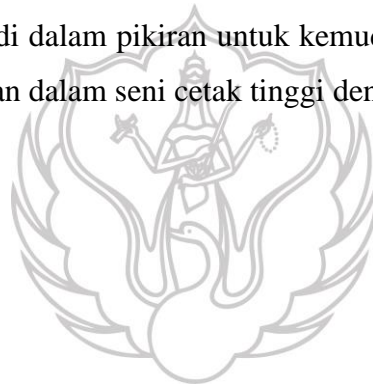 di dalam pikiran untuk kemud
an dalam seni cetak tinggi den